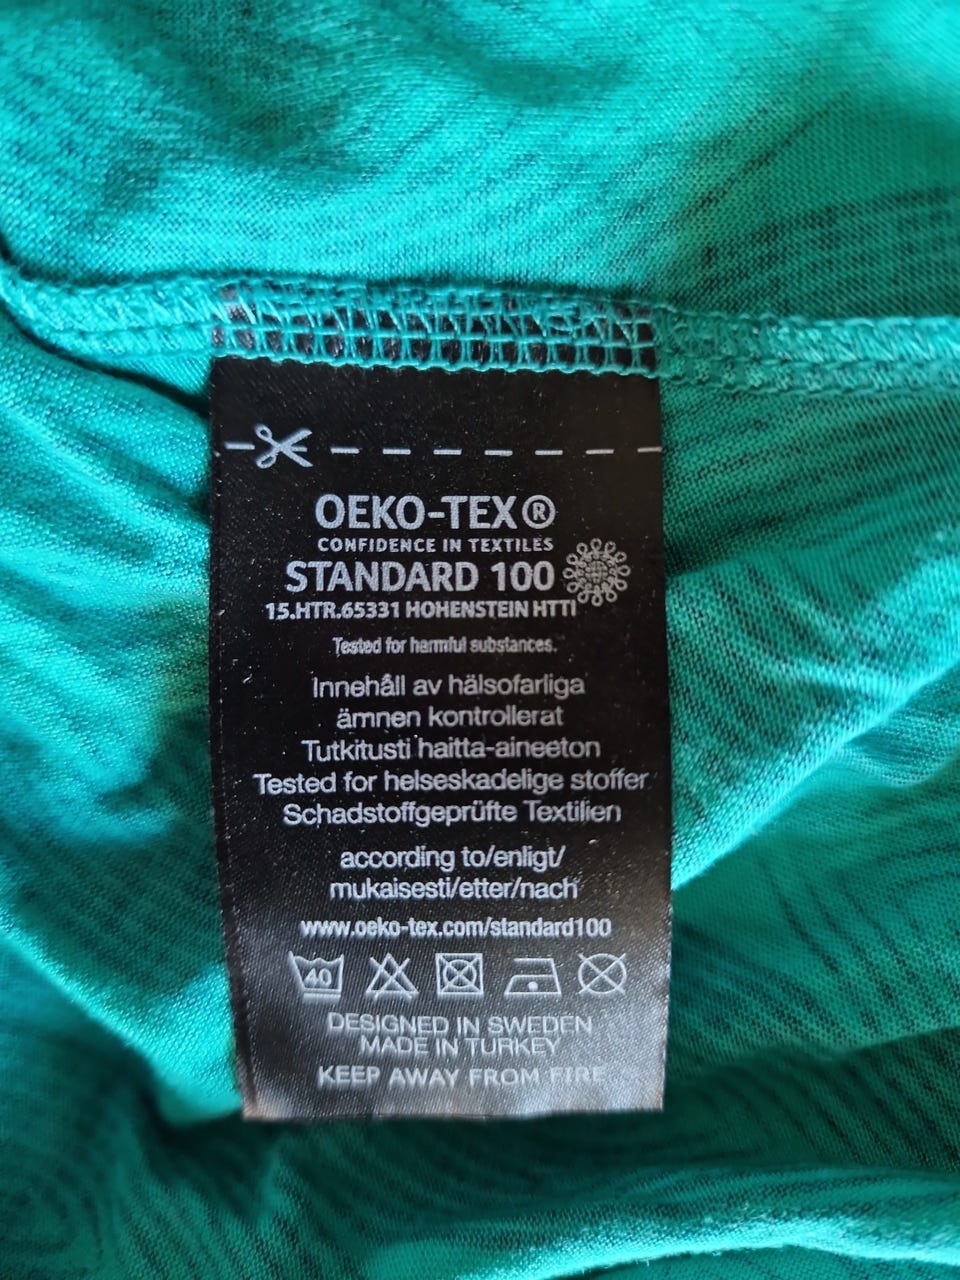 OEKO-TEX®
CONFIDENCE IN TEXTILES
STANDARD 100
15.HTR.65331 HOHENSTEIN HTTI
Tested for harmful substances.
Innehåll av hälsofarliga
ämnen kontrollerat
Tutkitusti haitta-aineeton
Tested for helseskadelige stoffer
Schadstoffgeprüfte Textilien
according to/enligt/
mukaisesti/etter/nach
www.oeko-tex.com/standard100
40
DESIGNED IN SWEDEN
MADE IN TURKEY
KEEP AWAY FROM FIRE